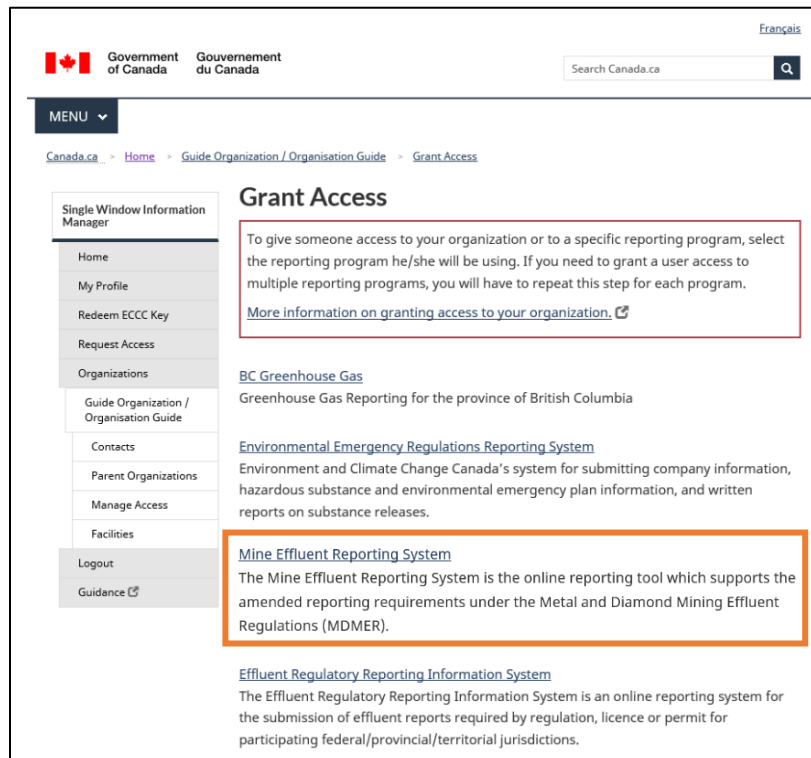 Français
Government of Canada
Gouvernement du Canada
Search Canada.ca
MENU
Canada.ca > Home > Guide Organization / Organisation Guide > Grant Access
Single Window Information
Manager
Home
My Profile
Redeem ECCC Key
Request Access
Organizations
Guide Organization /
Organisation Guide
Contacts
Parent Organizations
Manage Access
Facilities
Logout
Guidance
Grant Access
To give someone access to your organization or to a specific reporting program, select
the reporting program he/she will be using. If you need to grant a user access to
multiple reporting programs, you will have to repeat this step for each program.
More information on granting access to your organization.
BC Greenhouse Gas
Greenhouse Gas Reporting for the province of British Columbia
Environmental Emergency Regulations Reporting System
Environment and Climate Change Canada's system for submitting company information,
hazardous substance and environmental emergency plan information, and written
reports on substance releases.
Mine Effluent Reporting System
The Mine Effluent Reporting System is the online reporting tool which supports the
amended reporting requirements under the Metal and Diamond Mining Effluent
Regulations (MDMER).
Effluent Regulatory Reporting Information System
The Effluent Regulatory Reporting Information System is an online reporting system for
the submission of effluent reports required by regulation, licence or permit for
participating federal/provincial/territorial jurisdictions.